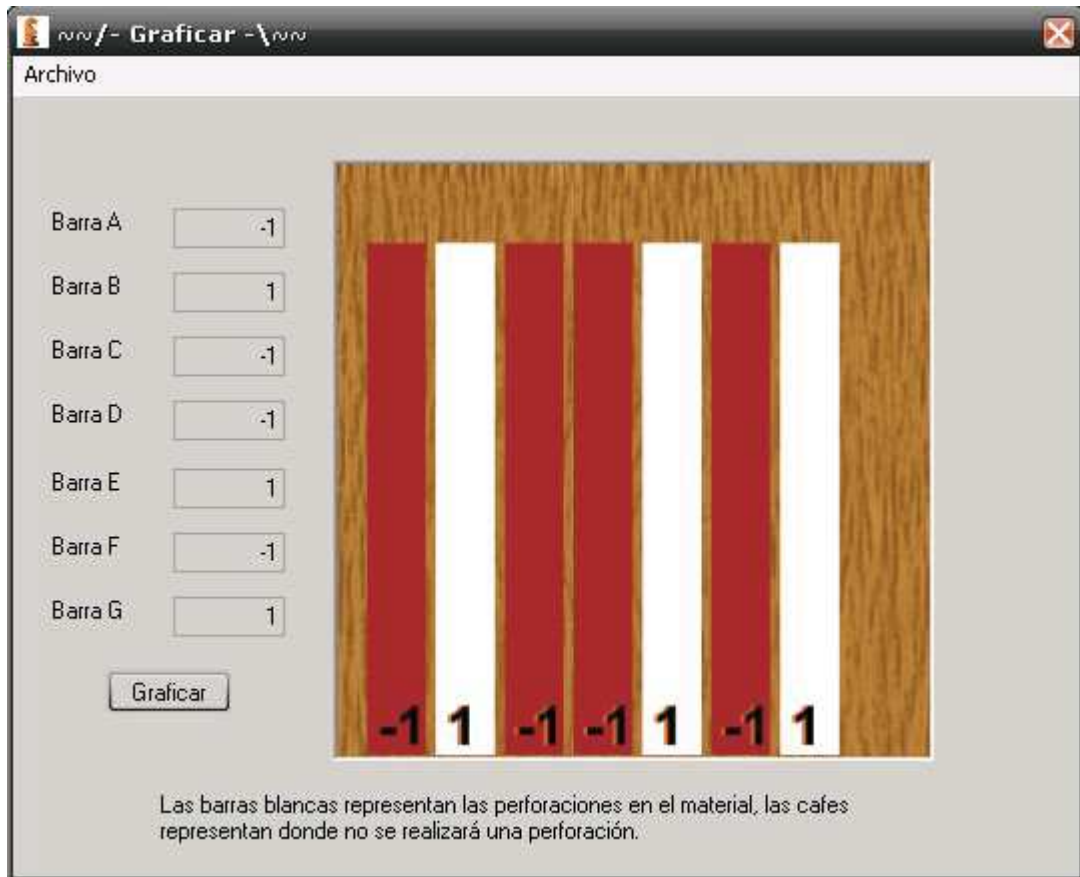 ~~/- Graficar -\~~
Archivo
Barra A -1
Barra B 1
Barra C -1
Barra D -1
Barra E 1
Barra F -1
Barra G 1
Graficar
-1 1 -1 -1 1 -1 1
Las barras blancas representan las perforaciones en el material, las cafes
representan donde no se realizará una perforación.